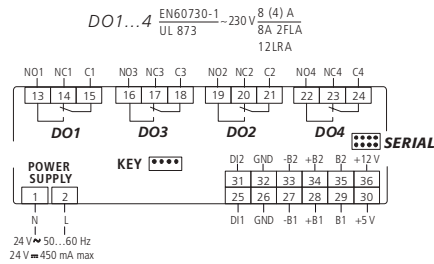 DO1...4 EN60730-1 ~230 V 8 (4) A
UL 873 8A 2FLA
12LRA
NO1 NC1 C1 NO3 NC3 C3 NO2 NC2 C2 NO4 NC4 C4
13 14 15 16 17 18 19 20 21 22 23 24
DO1 DO3 DO2 DO4
SERIAL
POWER SUPPLY
KEY
DI2 GND -B2 +B2 B2 +12 V
31 32 33 34 35 36
1 2
25 26 27 28 29 30
N L
DI1 GND -B1 +B1 B1 +5 V
24 V ~ 50...60 Hz
24 V ⎓ 450 mA max